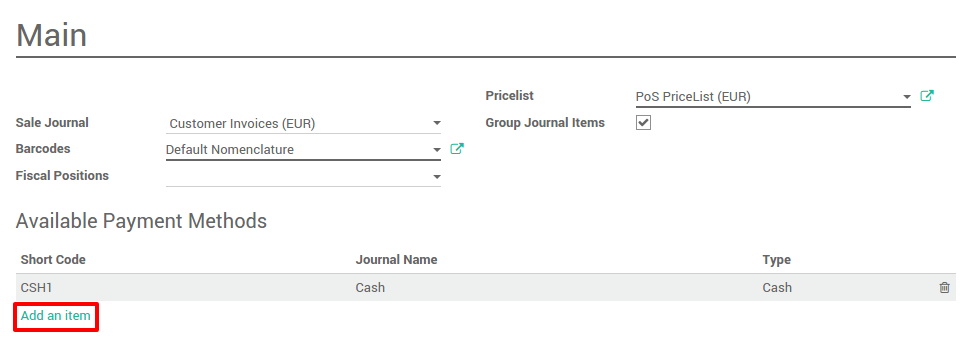 Main
Pricelist PoS PriceList (EUR)
Sale Journal Customer Invoices (EUR) Group Journal Items
Barcodes Default Nomenclature
Fiscal Positions
Available Payment Methods
Short Code Journal Name Type
CSH1 Cash Cash
Add an item